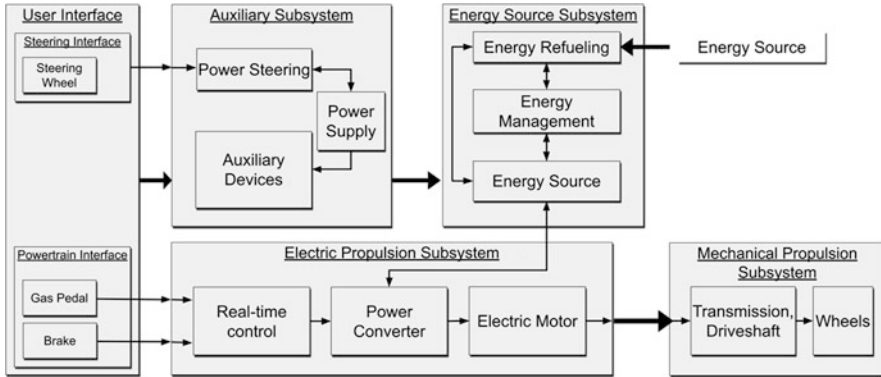 User Interface
Steering Interface
Steering
Wheel
Powertrain Interface
Gas Pedal
Brake
Auxiliary Subsystem
Power Steering
Power
Supply
Auxiliary
Devices
Energy Source Subsystem
Energy Refueling
Energy
Management
Energy Source
Energy Source
Electric Propulsion Subsystem
Real-time
control
Power
Converter
Electric Motor
Mechanical Propulsion
Subsystem
Transmission,
Driveshaft
Wheels